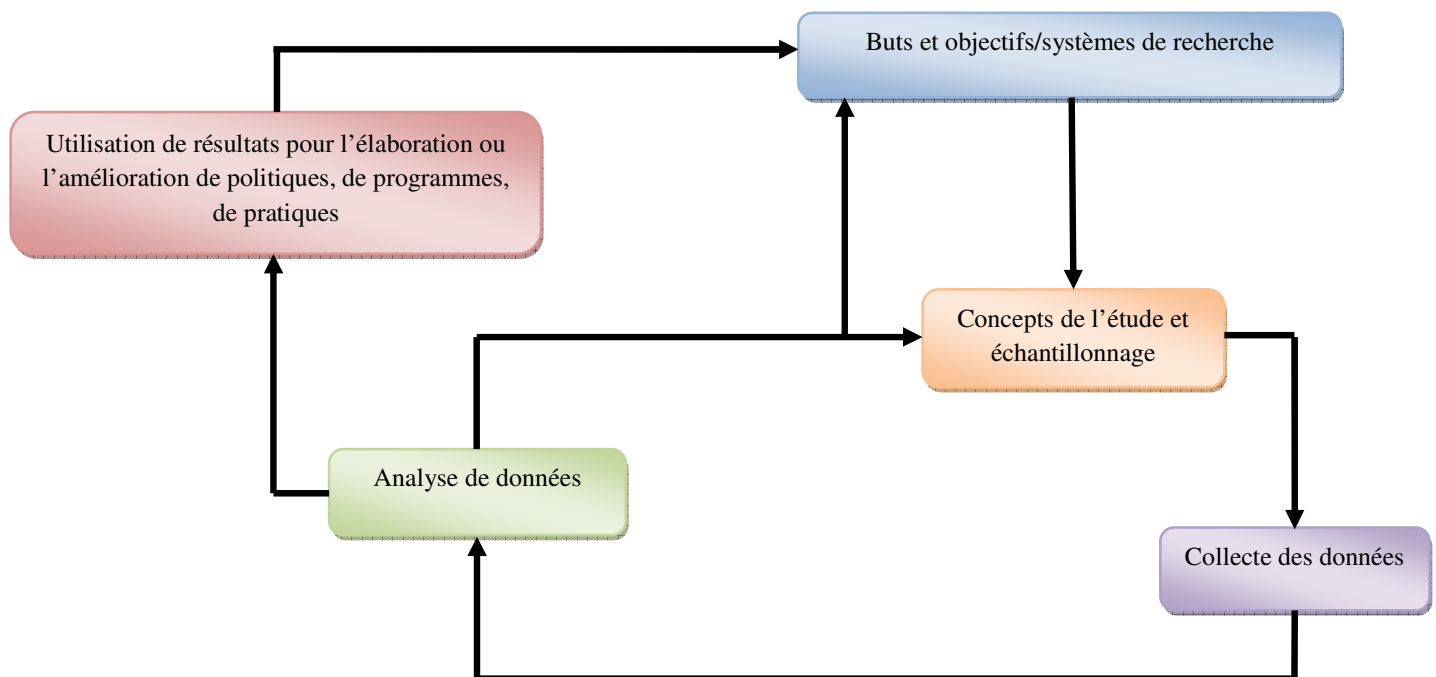 Buts et objectifs/systèmes de recherche
Utilisation de résultats pour l’élaboration ou
l’amélioration de politiques, de programmes,
de pratiques
Concepts de l’étude et
échantillonnage
Analyse de données
Collecte des données